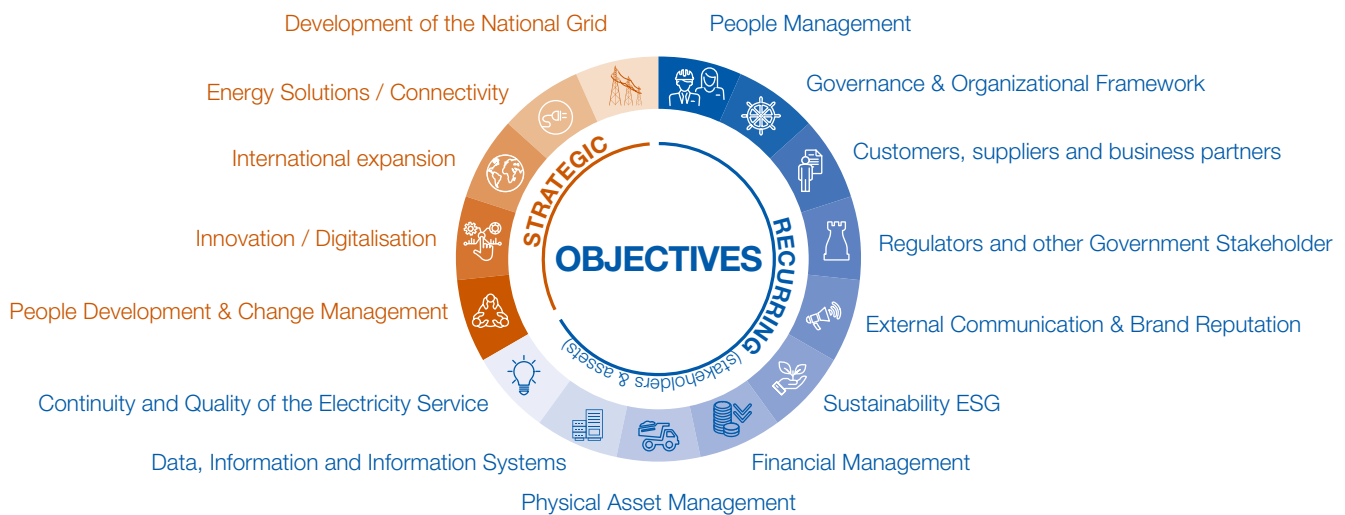 Development of the National Grid
People Management
Energy Solutions / Connectivity
Governance & Organizational Framework
International expansion
Customers, suppliers and business partners
STRATEGIC
Innovation / Digitalisation
OBJECTIVES
RECURRING (stakeholders & assets)
Regulators and other Government Stakeholder
People Development & Change Management
External Communication & Brand Reputation
Continuity and Quality of the Electricity Service
Sustainability ESG
Data, Information and Information Systems
Financial Management
Physical Asset Management